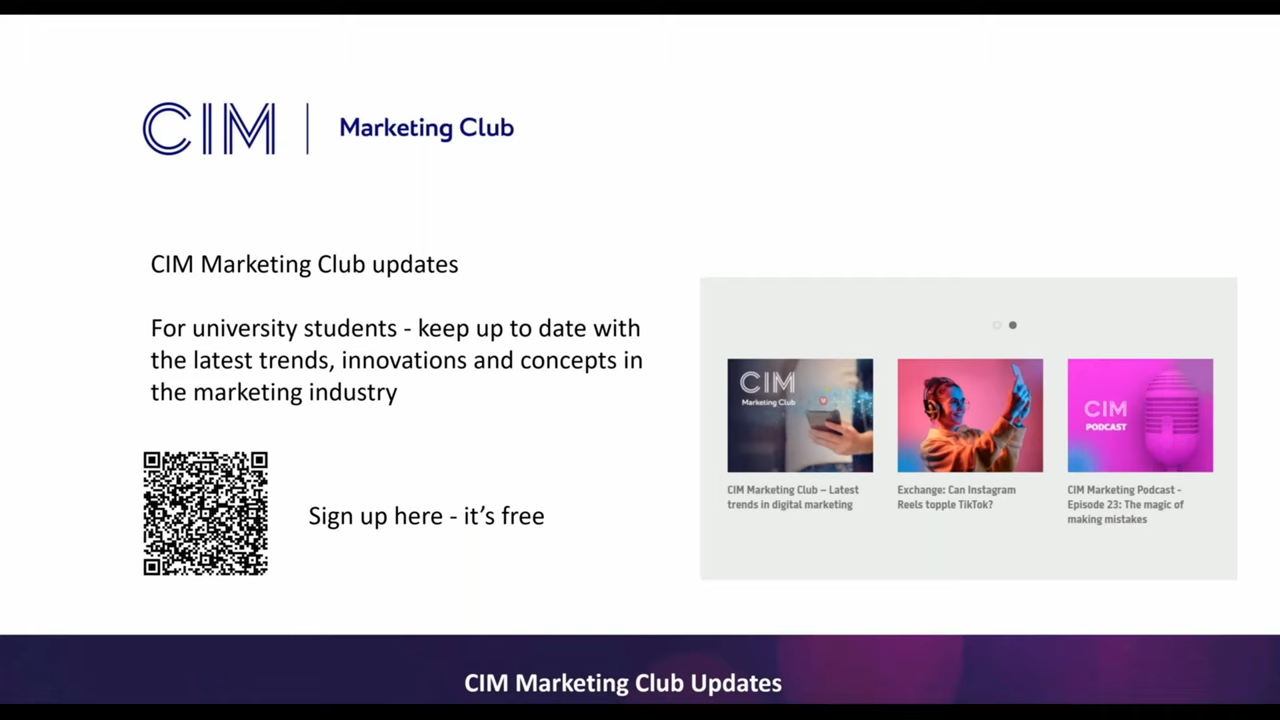 CIM | Marketing Club
CIM Marketing Club updates
For university students - keep up to date with
the latest trends, innovations and concepts in
the marketing industry
Sign up here - it’s free
CIM
Marketing Club
CIM Marketing Club – Latest
trends in digital marketing
Exchange: Can Instagram
Reels topple TikTok?
CIM
PODCAST
CIM Marketing Podcast -
Episode 23: The magic of
making mistakes
CIM Marketing Club Updates